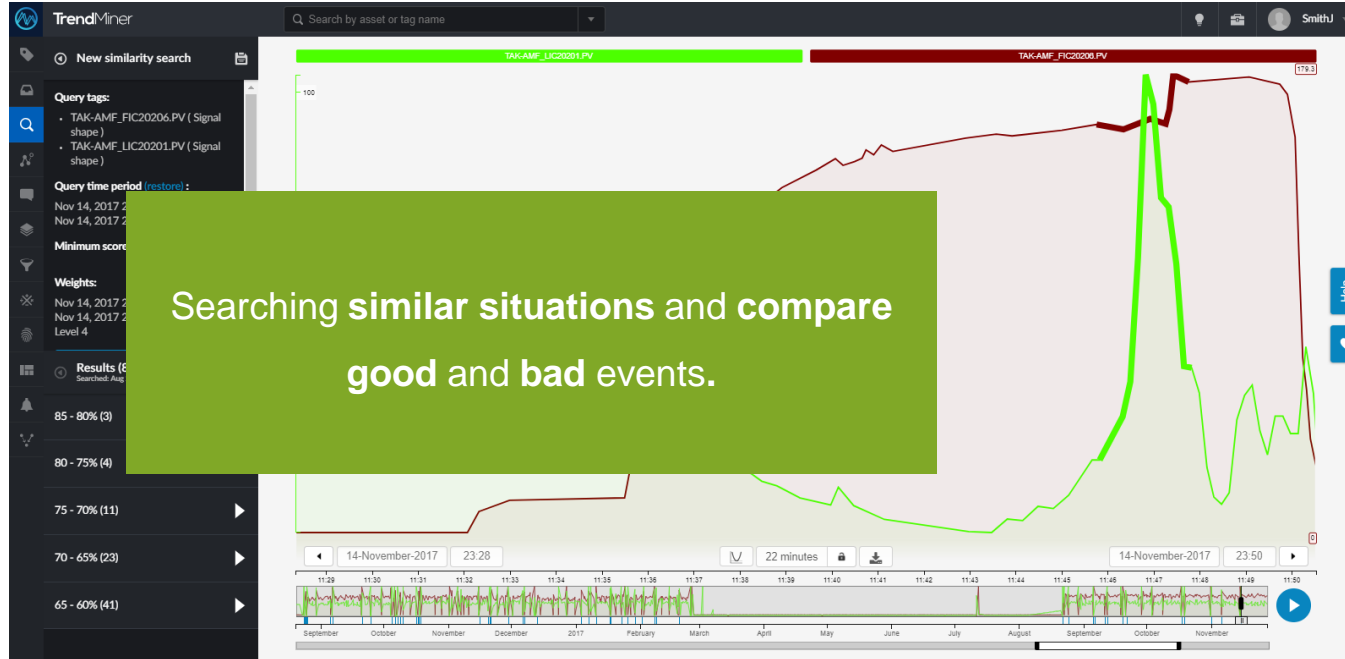 TrendMiner
Search by asset or tag name
SmithJ
New similarity search
TAK-AMF_LIC20201.PV
TAK-AMF_FIC20206.PV
179.3
100
Query tags:
• TAK-AMF_FIC20206.PV ( Signal
shape )
• TAK-AMF_LIC20201.PV ( Signal
shape )
Query time period (restore) :
Nov 14, 2017 2
Nov 14, 2017 2
Minimum score
Weights:
Nov 14, 2017 2
Nov 14, 2017 2
Level 4
Searching similar situations and compare
good and bad events.
Help
Results (8
Searched: Aug
85 - 80% (3)
80 - 75% (4)
75 - 70% (11)
70 - 65% (23)
65 - 60% (41)
0
14-November-2017 23:28 22 minutes 14-November-2017 23:50
11:29 11:30 11:31 11:32 11:33 11:34 11:35 11:36 11:37 11:38 11:39 11:40 11:41 11:42 11:43 11:44 11:45 11:46 11:47 11:48 11:49 11:50
September October November December 2017 February March April May June July August September October November